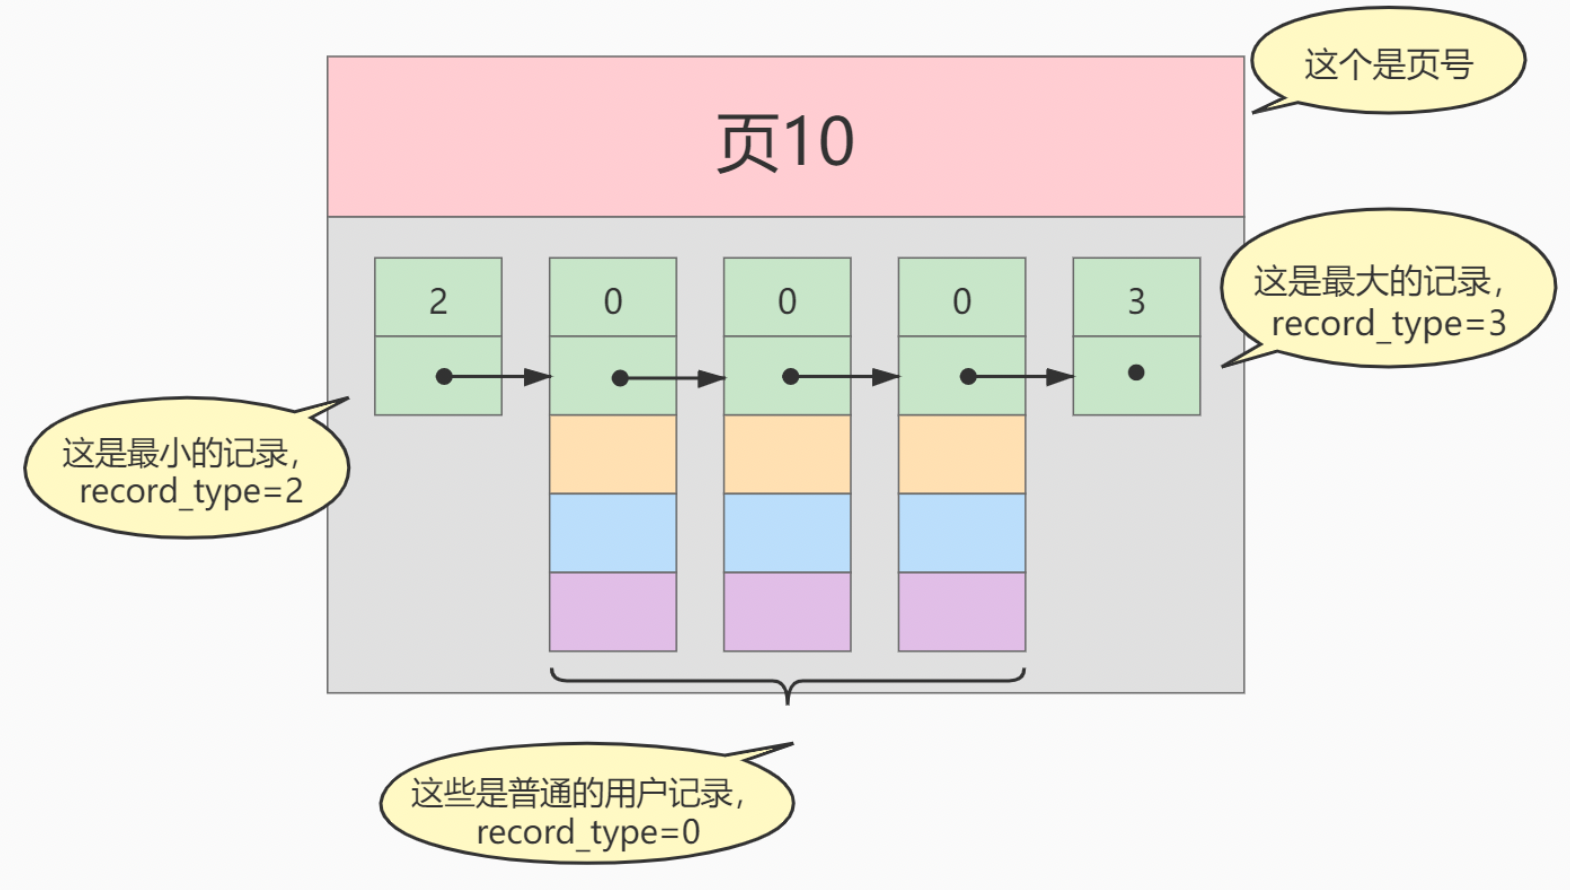 这个是页号
页10
2 0 0 0 3
这是最大的记录，
record_type=3
这是最小的记录，
record_type=2
这些是普通的用户记录，
record_type=0